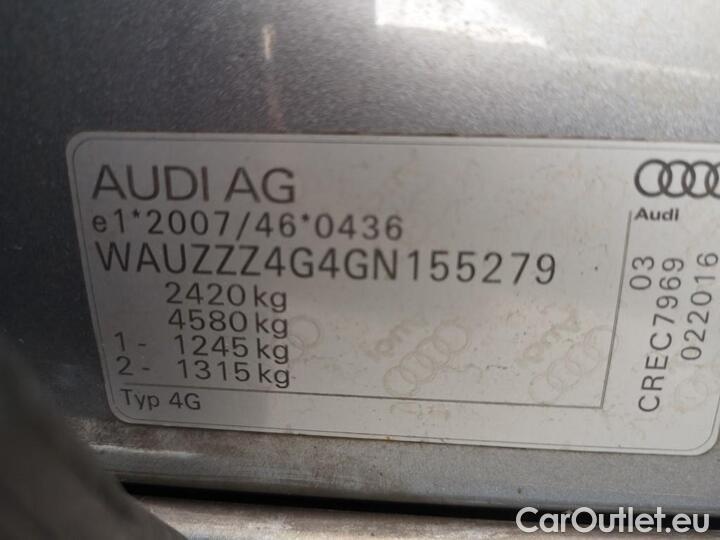 AUDI AG
e1*2007/46*0436
WAUZZZ4G4GN155279
2420 kg
4580 kg
1 - 1245 kg
2 - 1315 kg
Typ 4G
Audi
03
CREC7969
022016
CarOutlet.eu